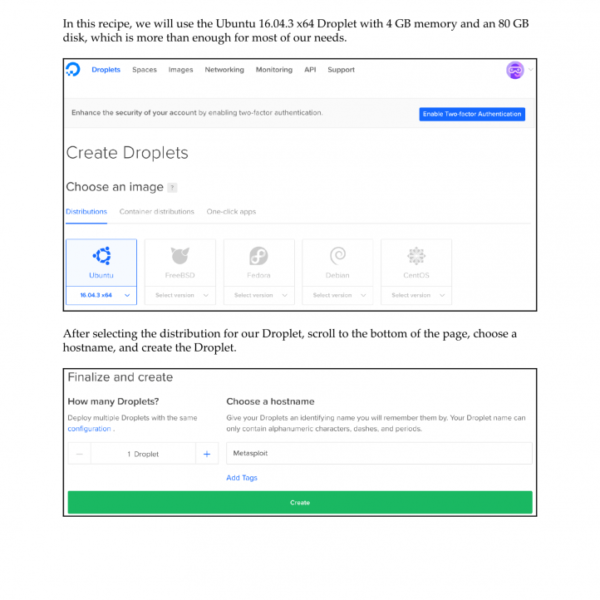 In this recipe, we will use the Ubuntu 16.04.3 x64 Droplet with 4 GB memory and an 80 GB
disk, which is more than enough for most of our needs.
Droplets Spaces Images Networking Monitoring API Support
Enhance the security of your account by enabling two-factor authentication.
Enable Two-factor Authentication
Create Droplets
Choose an image ?
Distributions Container distributions One-click apps
Ubuntu FreeBSD Fedora Debian CentOS
16.04.3 x64 Select version Select version Select version Select version
After selecting the distribution for our Droplet, scroll to the bottom of the page, choose a
hostname, and create the Droplet.
Finalize and create
How many Droplets?
Deploy multiple Droplets with the same
configuration .
1 Droplet
Choose a hostname
Give your Droplets an identifying name you will remember them by. Your Droplet name can
only contain alphanumeric characters, dashes, and periods.
Metasploit
Add Tags
Create